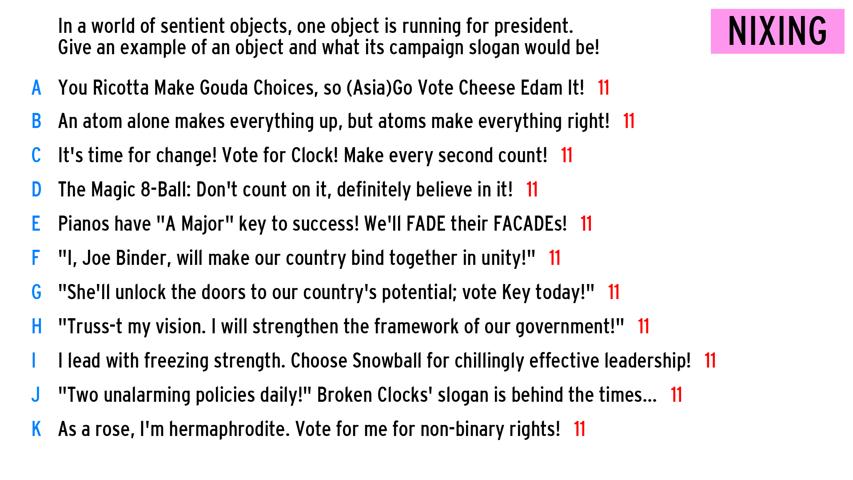 In a world of sentient objects, one object is running for president.
Give an example of an object and what its campaign slogan would be!
NIXING
A You Ricotta Make Gouda Choices, so (Asia)Go Vote Cheese Edam It! 11
B An atom alone makes everything up, but atoms make everything right! 11
C It's time for change! Vote for Clock! Make every second count! 11
D The Magic 8-Ball: Don't count on it, definitely believe in it! 11
E Pianos have "A Major" key to success! We'll FADE their FACADEs! 11
F "I, Joe Binder, will make our country bind together in unity!" 11
G "She'll unlock the doors to our country's potential; vote Key today!" 11
H "Truss-t my vision. I will strengthen the framework of our government!" 11
I I lead with freezing strength. Choose Snowball for chillingly effective leadership! 11
J "Two unalarming policies daily!" Broken Clocks' slogan is behind the times... 11
K As a rose, I'm hermaphrodite. Vote for me for non-binary rights! 11